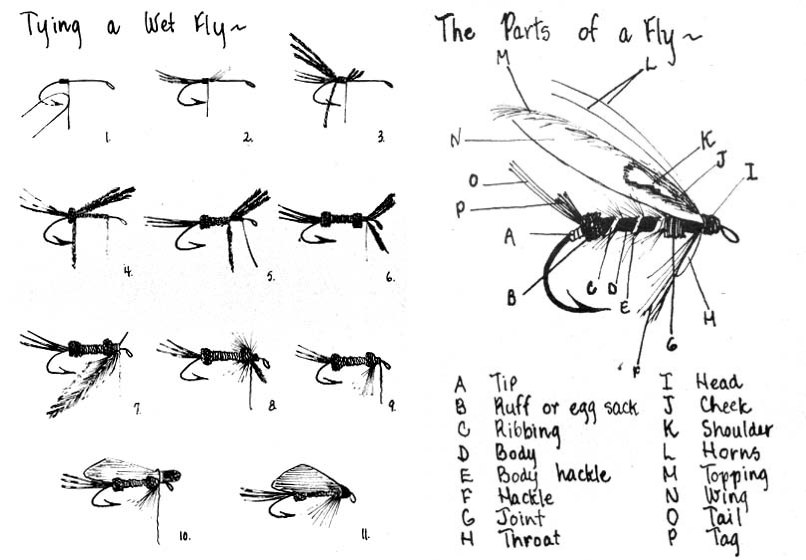 Tying a Wet Fly~
1.
2.
3.
4.
5.
6.
7.
8.
9.
10.
11.
The Parts of a Fly~
M
L
N
K
J
I
O
P
A
B
C
D
E
H
G
F
A Tip
B Ruff or egg sack
C Ribbing
D Body
E Body hackle
F Hackle
G Joint
H Throat
I Head
J Cheek
K Shoulder
L Horns
M Topping
N Wing
O Tail
P Tag